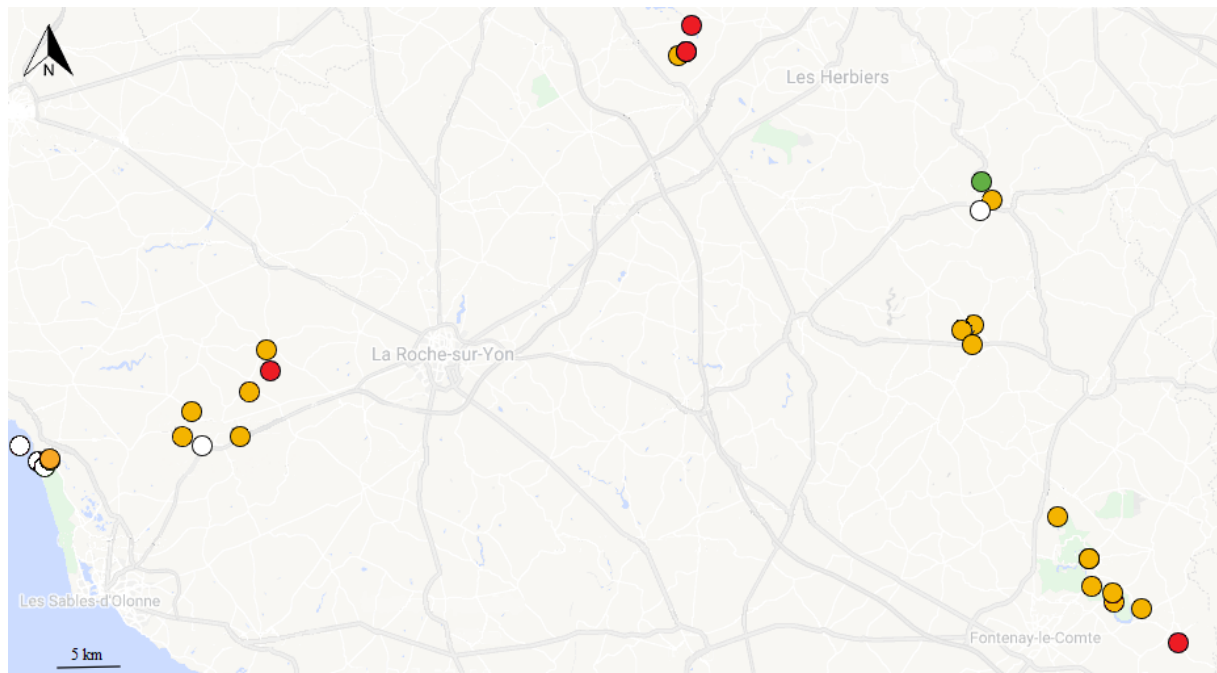 N
Les Herbiers
La Roche-sur-Yon
Les Sables-d'Olonne
Fontenay-le-Comte
5 km